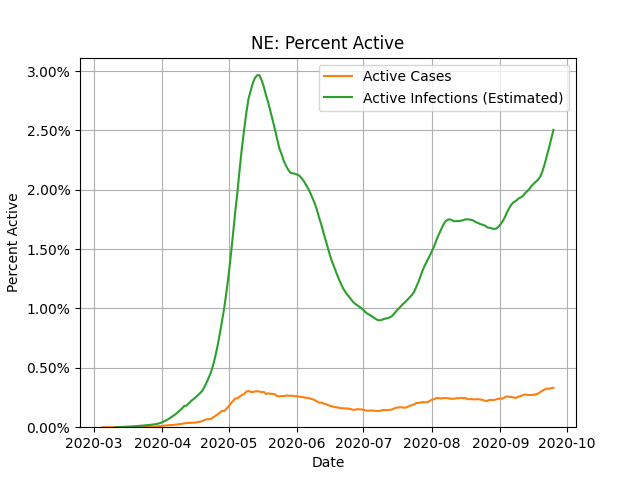 NE: Percent Active
Active Cases
Active Infections (Estimated)
Percent Active
3.00%
2.50%
2.00%
1.50%
1.00%
0.50%
0.00%
2020-03 2020-04 2020-05 2020-06 2020-07 2020-08 2020-09 2020-10
Date